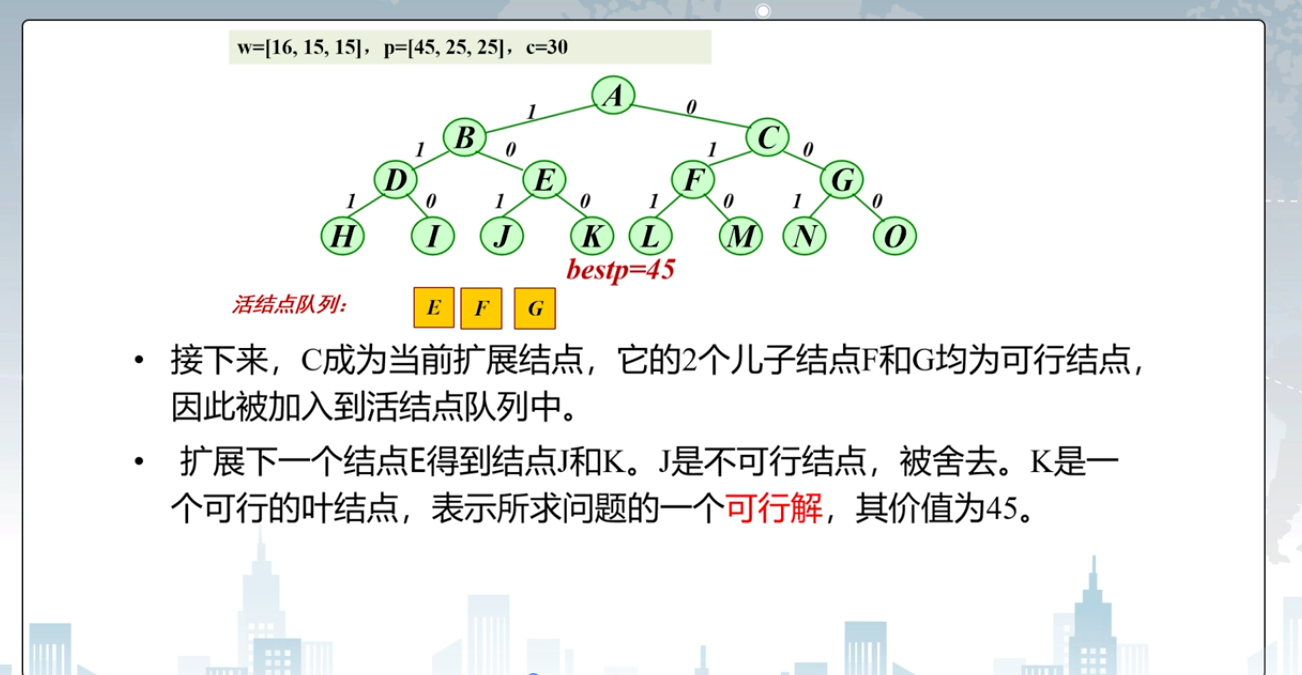 w=[16, 15, 15]，p=[45, 25, 25]，c=30
A
1 0
B C
1 0 1 0
D E F G
1 0 1 0 1 0 1 0
H I J K L M N O
bestp=45
活结点队列： E F G
• 接下来，C成为当前扩展结点，它的2个儿子结点F和G均为可行结点，
因此被加入到活结点队列中。
• 扩展下一个结点E得到结点J和K。J是不可行结点，被舍去。K是一
个可行的叶结点，表示所求问题的一个可行解，其价值为45。